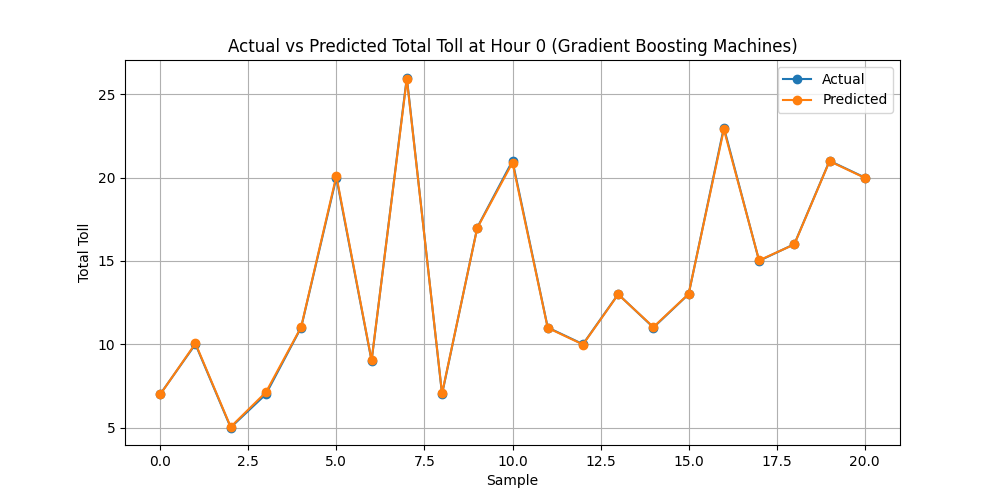 Actual vs Predicted Total Toll at Hour 0 (Gradient Boosting Machines)
Actual
Predicted
25
20
15
10
5
Total Toll
0.0 2.5 5.0 7.5 10.0 12.5 15.0 17.5 20.0
Sample